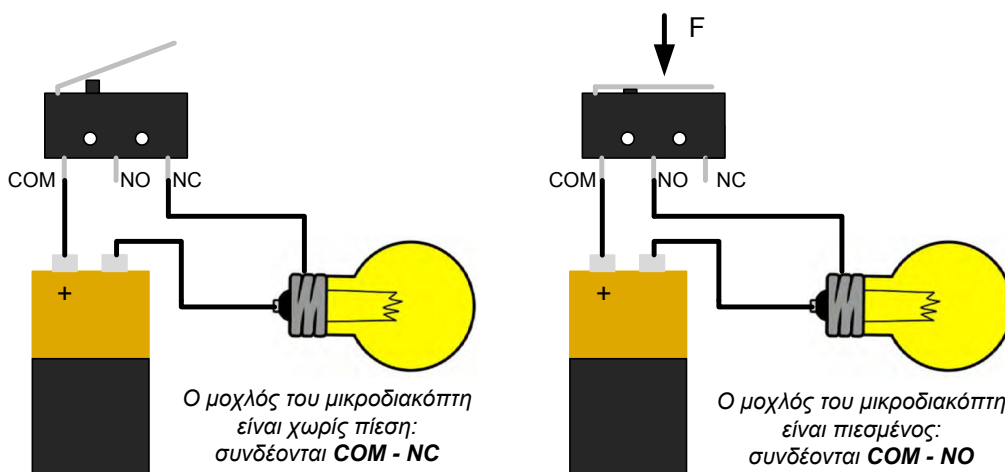 F
COM NO NC
COM NO NC
+
+
Ο μοχλός του μικροδιακόπτη
είναι χωρίς πίεση:
συνδέονται COM - NC
Ο μοχλός του μικροδιακόπτη
είναι πιεσμένος:
συνδέονται COM - NO